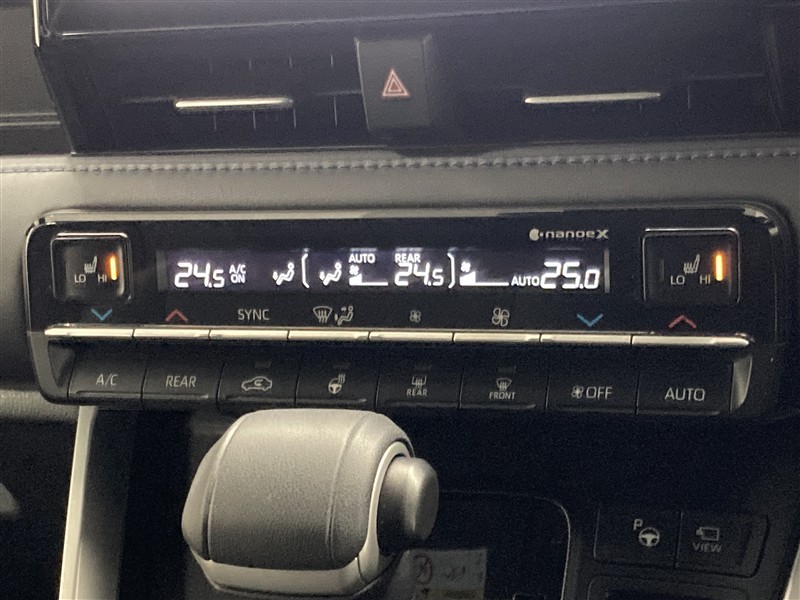 nanoeX
LO HI
24.5 A/C ON AUTO REAR 24.5 AUTO 25.0
LO HI
SYNC
A/C REAR REAR FRONT OFF AUTO
P VIEW